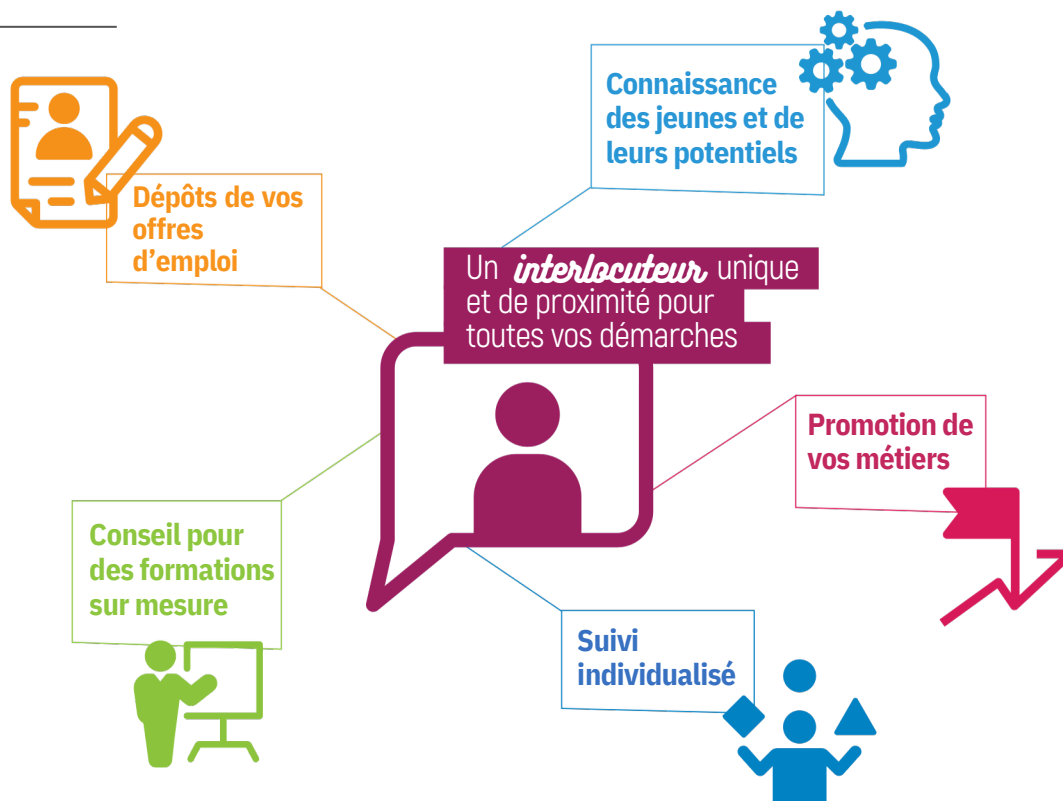 Connaissance
des jeunes et de
leurs potentiels
Dépôts de vos
offres
d’emploi
Un interlocuteur unique
et de proximité pour
toutes vos démarches
Promotion de
vos métiers
Conseil pour
des formations
sur mesure
Suivi
individualisé